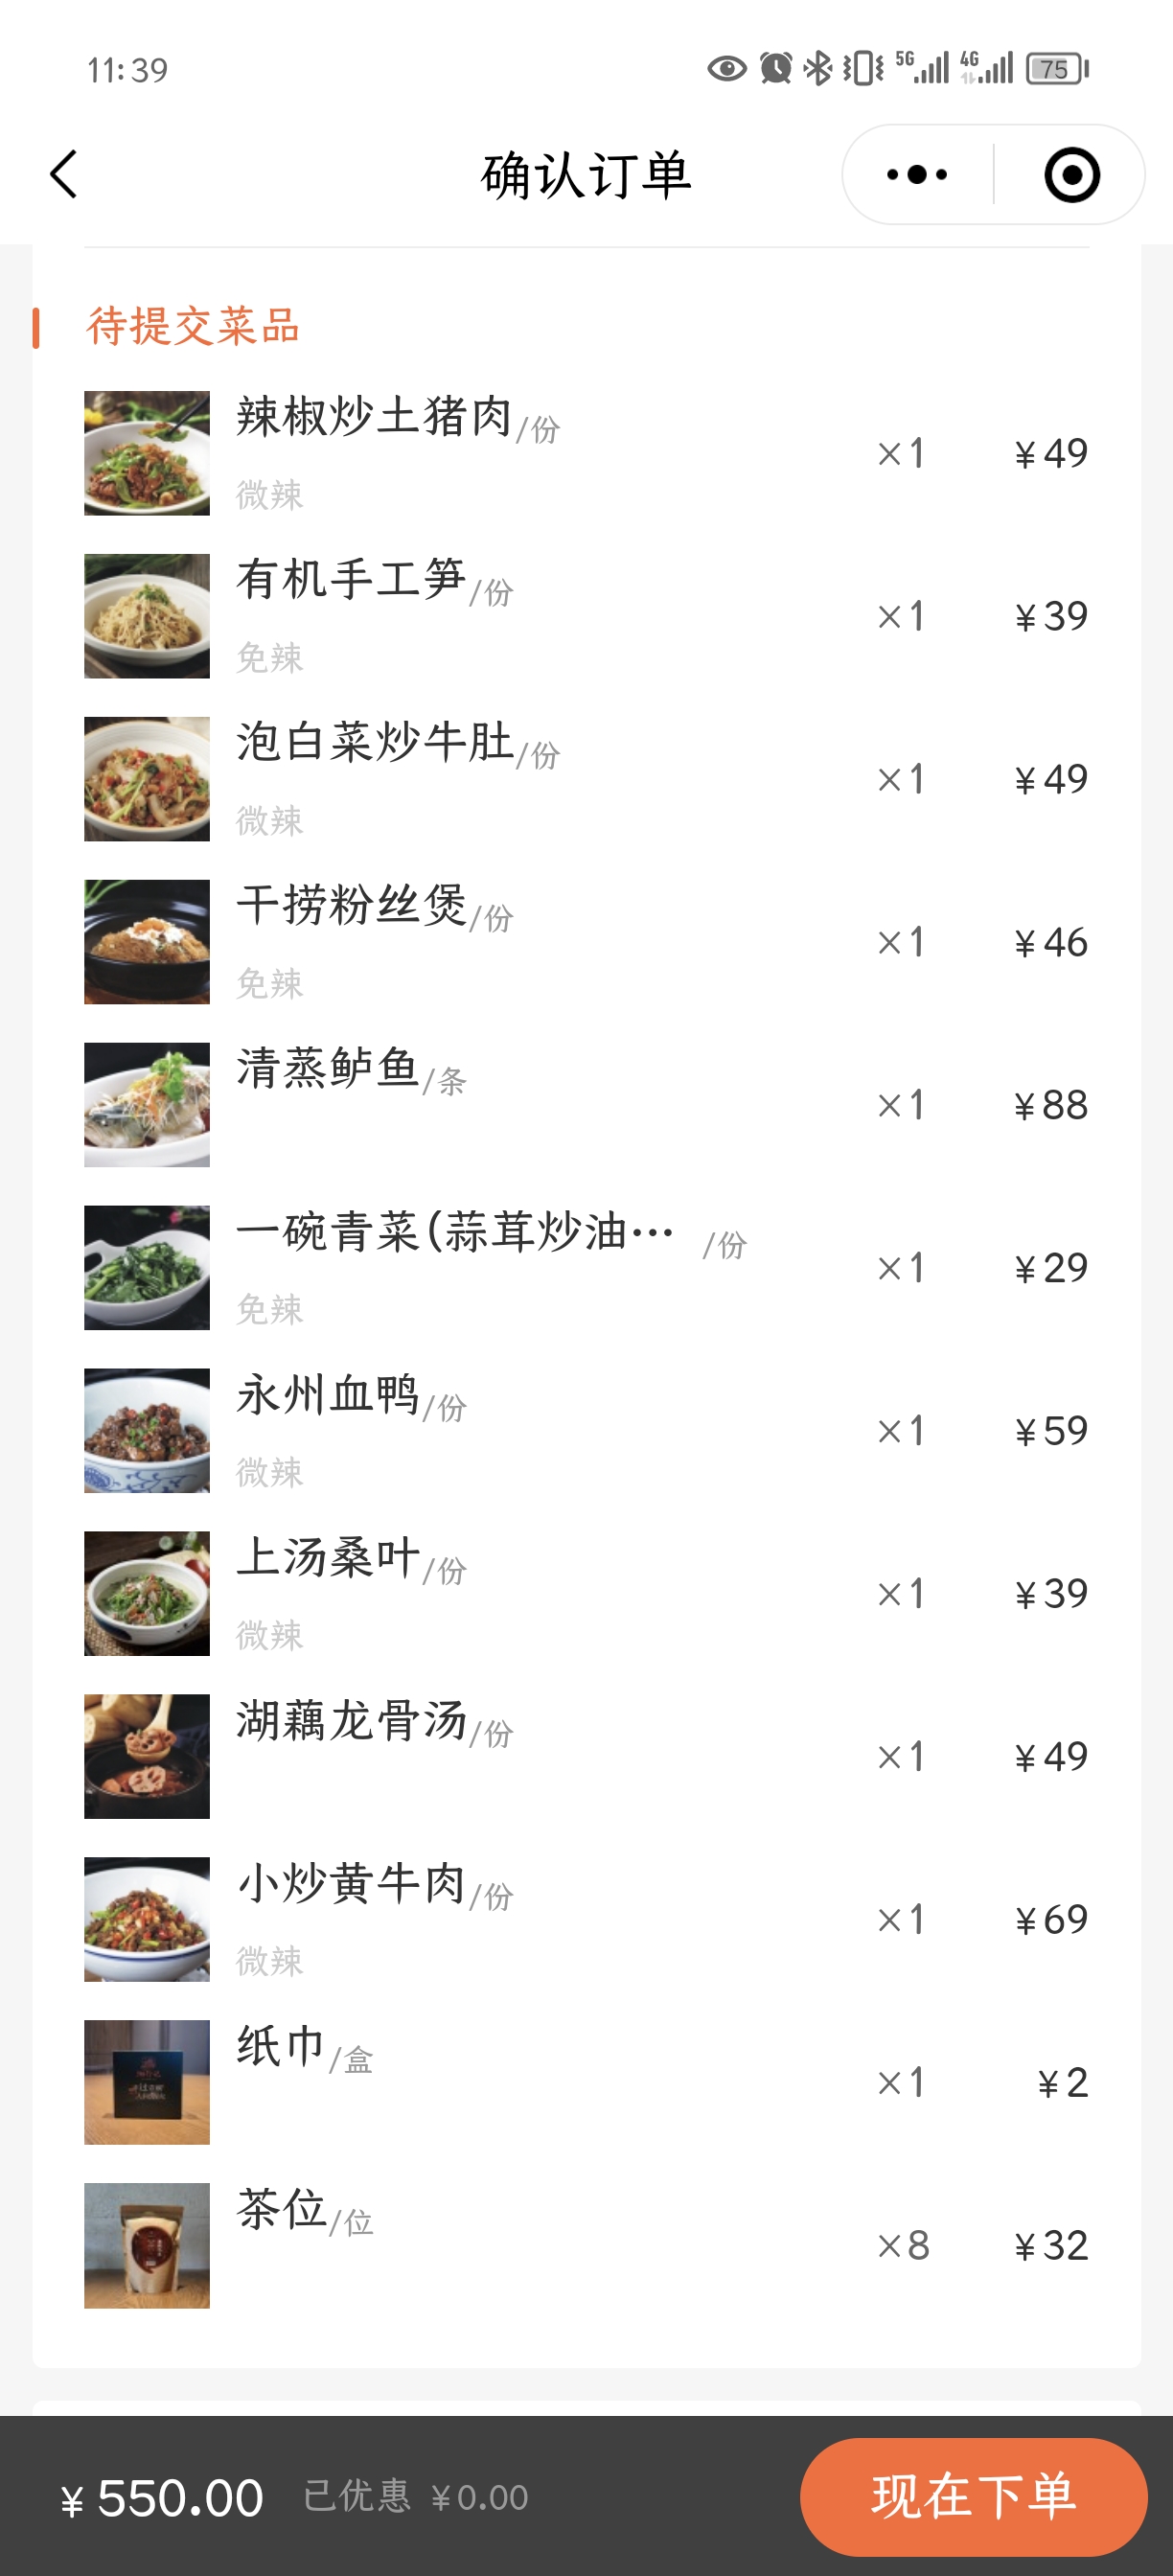 11:39
5G 4G 75
确认订单
待提交菜品
辣椒炒土猪肉/份
×1 ¥49
微辣
有机手工笋/份
×1 ¥39
免辣
泡白菜炒牛肚/份
×1 ¥49
微辣
干捞粉丝煲/份
×1 ¥46
免辣
清蒸鲈鱼/条
×1 ¥88
一碗青菜(蒜茸炒油… /份
×1 ¥29
免辣
永州血鸭/份
×1 ¥59
微辣
上汤桑叶/份
×1 ¥39
微辣
湖藕龙骨汤/份
×1 ¥49
小炒黄牛肉/份
×1 ¥69
微辣
纸巾/盒
×1 ¥2
茶位/位
×8 ¥32
¥550.00 已优惠 ¥0.00 现在下单